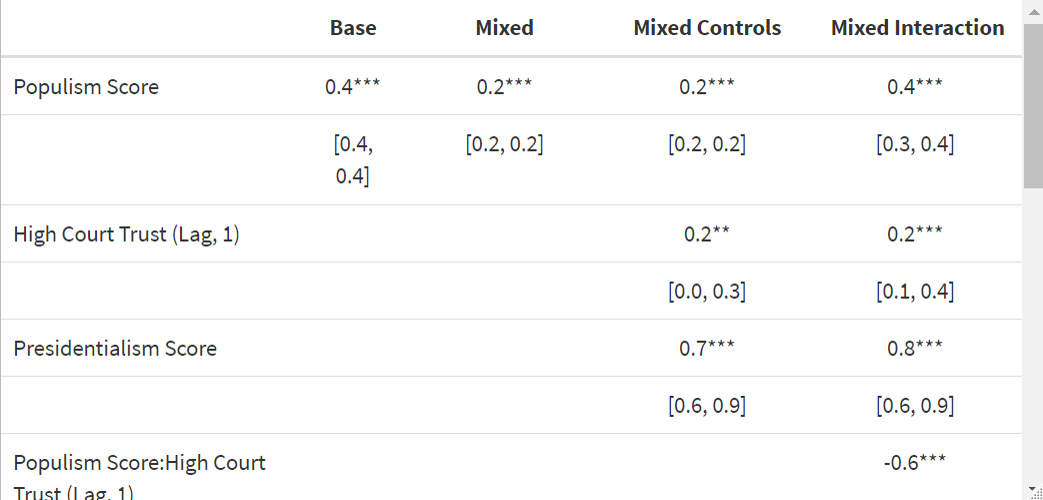 Base Mixed Mixed Controls Mixed Interaction
Populism Score 0.4*** 0.2*** 0.2*** 0.4***
[0.4, [0.2, 0.2] [0.2, 0.2] [0.3, 0.4]
0.4]
High Court Trust (Lag, 1) 0.2** 0.2***
[0.0, 0.3] [0.1, 0.4]
Presidentialism Score 0.7*** 0.8***
[0.6, 0.9] [0.6, 0.9]
Populism Score:High Court -0.6***
Trust (Lag, 1)